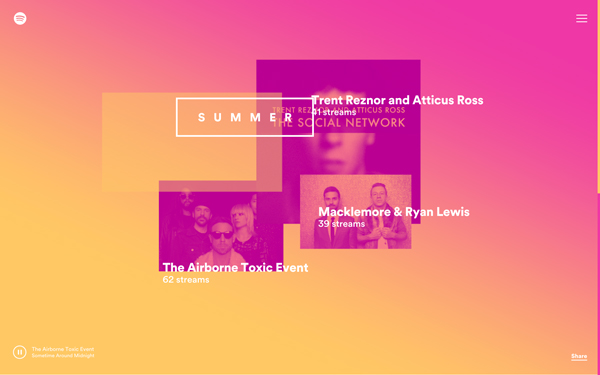 SUMMER
Trent Reznor and Atticus Ross
41 streams
TRENT REZNOR AND ATTICUS ROSS
THE SOCIAL NETWORK
Macklemore & Ryan Lewis
39 streams
The Airborne Toxic Event
62 streams
The Airborne Toxic Event
Sometime Around Midnight
Share